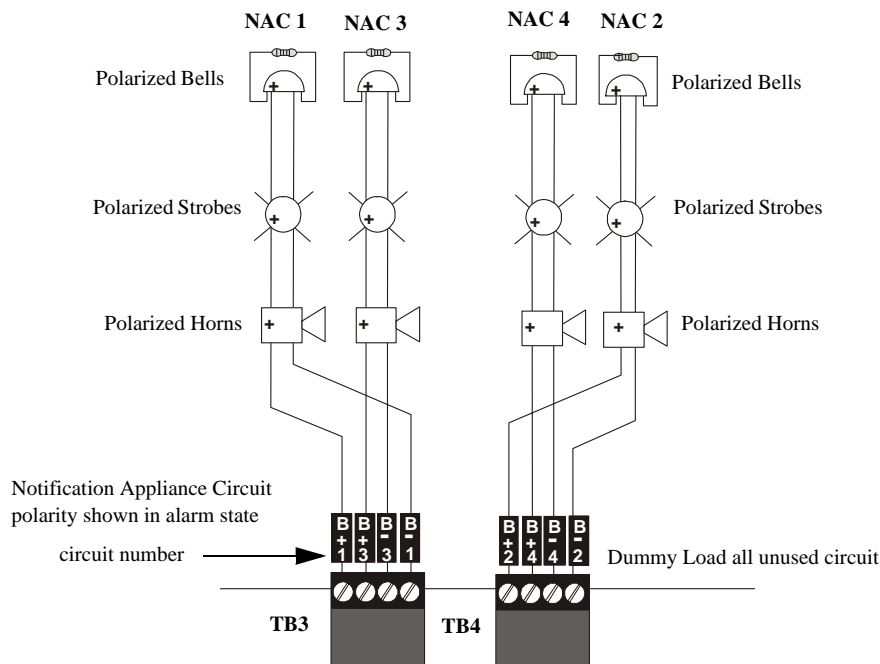 NAC 1
NAC 3
NAC 4
NAC 2
Polarized Bells
+
+
+
+
Polarized Bells
Polarized Strobes
+
+
+
+
Polarized Strobes
Polarized Horns
+
+
+
+
Polarized Horns
Notification Appliance Circuit
polarity shown in alarm state
circuit number
B+1
B+3
B-3
B-1
B+2
B+4
B-4
B-2
Dummy Load all unused circuit
TB3
TB4